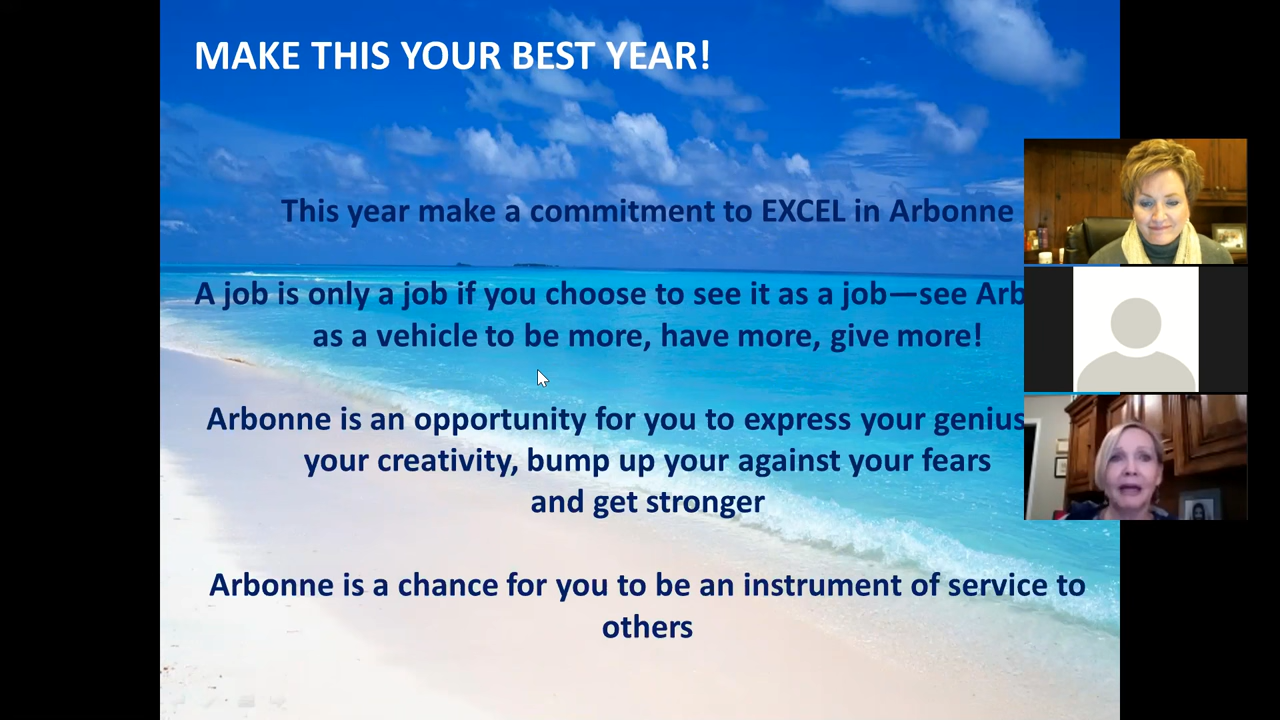 MAKE THIS YOUR BEST YEAR!
This year make a commitment to EXCEL in Arbonne
A job is only a job if you choose to see it as a job—see Arb
as a vehicle to be more, have more, give more!
Arbonne is an opportunity for you to express your genius
your creativity, bump up your against your fears
and get stronger
Arbonne is a chance for you to be an instrument of service to
others